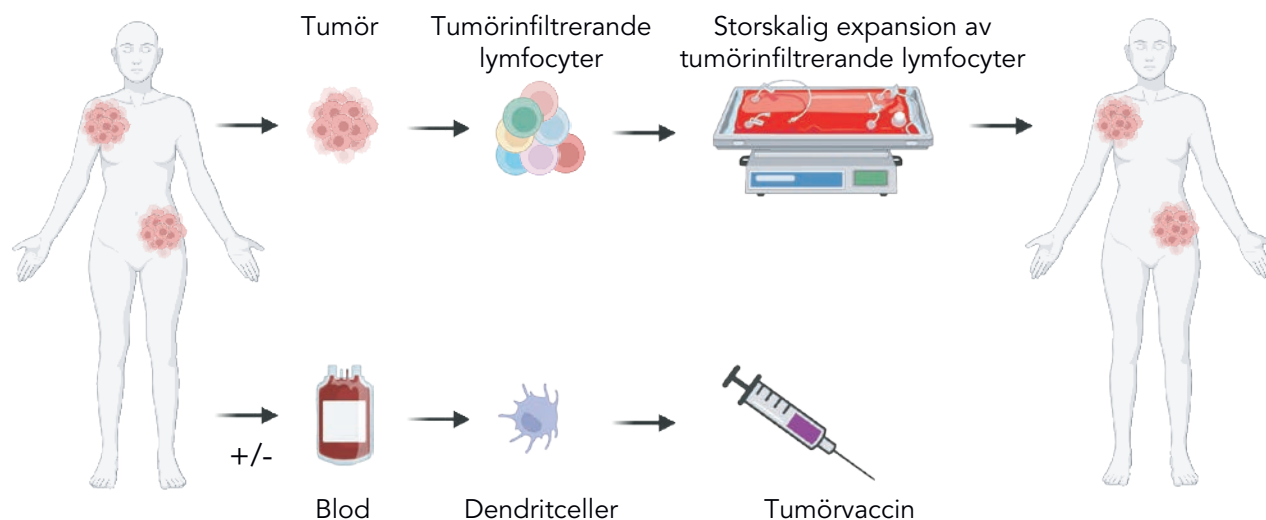 Tumör
Tumörinfiltrerande
lymfocyter
Storskalig expansion av
tumörinfiltrerande lymfocyter
+/-
Blod
Dendritceller
Tumörvaccin